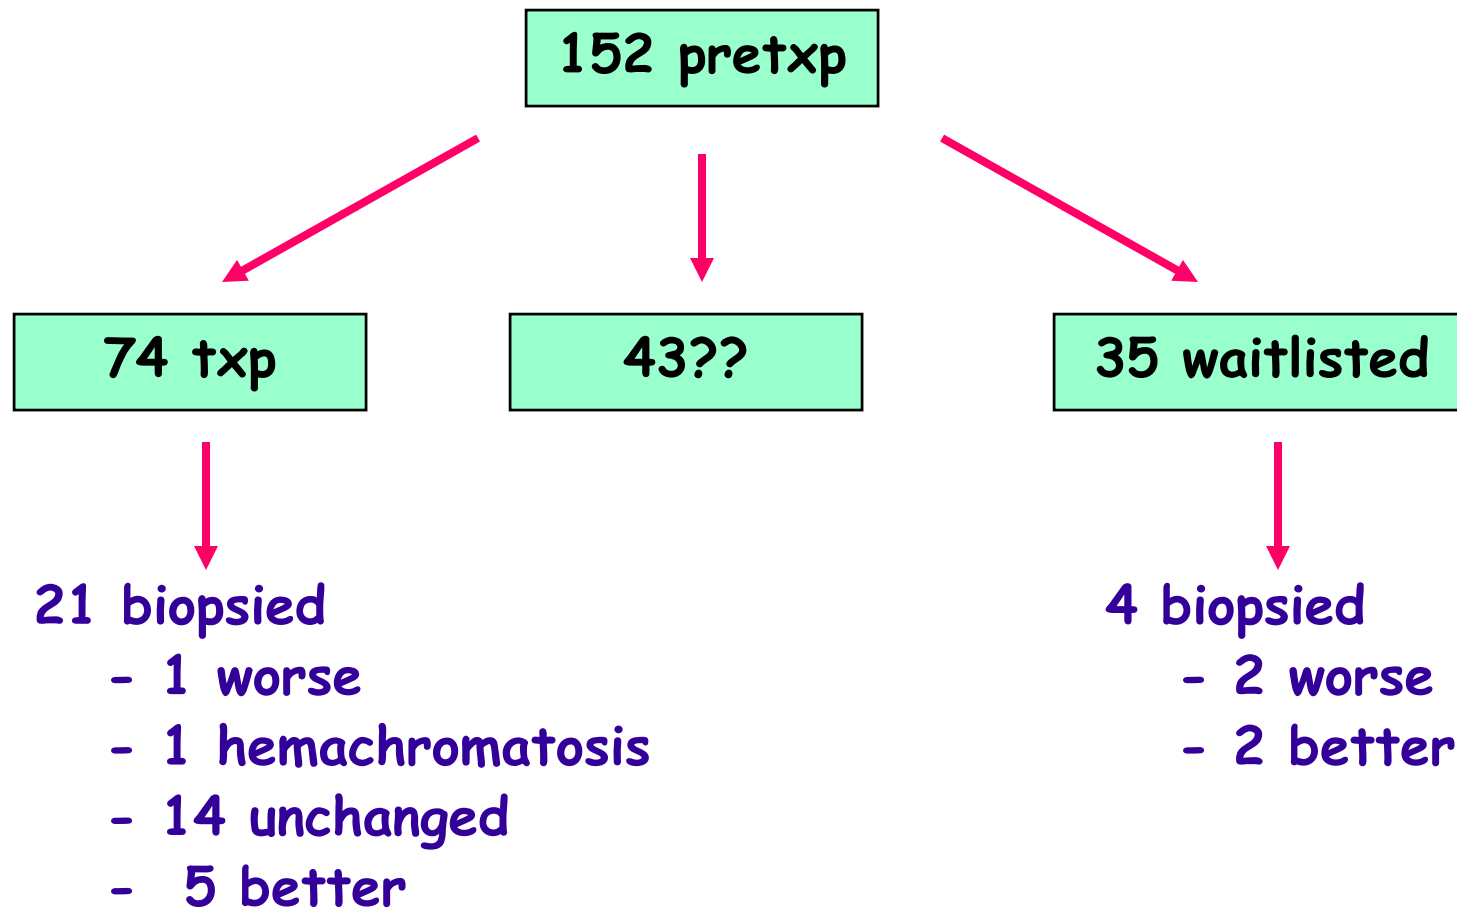 152 pretxp
74 txp
43??
35 waitlisted
21 biopsied
- 1 worse
- 1 hemachromatosis
- 14 unchanged
- 5 better
4 biopsied
- 2 worse
- 2 better